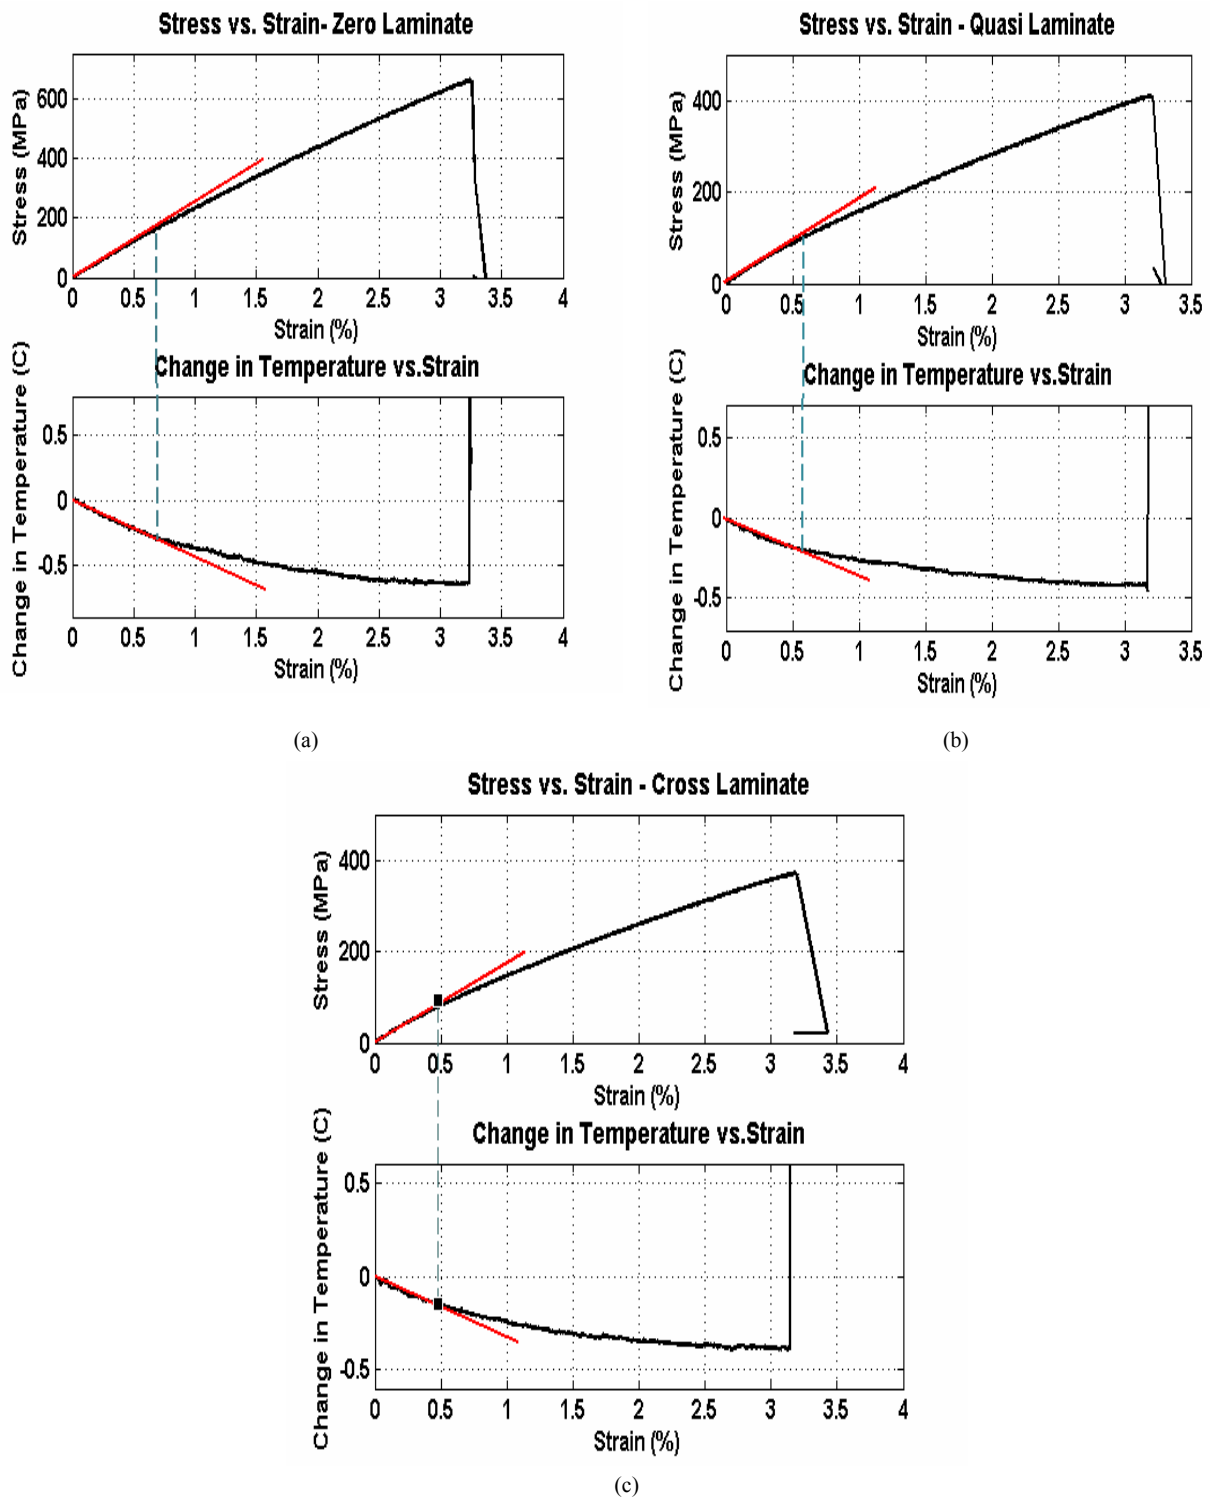 Stress vs. Strain- Zero Laminate
Stress (MPa)
600
400
200
0
0 0.5 1 1.5 2 2.5 3 3.5 4
Strain (%)
Change in Temperature vs.Strain
Change in Temperature (C)
0.5
0
-0.5
0 0.5 1 1.5 2 2.5 3 3.5 4
Strain (%)
(a)
Stress vs. Strain - Quasi Laminate
Stress (MPa)
400
200
0
0 0.5 1 1.5 2 2.5 3 3.5
Strain (%)
Change in Temperature vs.Strain
Change in Temperature (C)
0.5
0
-0.5
0 0.5 1 1.5 2 2.5 3 3.5
Strain (%)
(b)
Stress vs. Strain - Cross Laminate
Stress (MPa)
400
200
0
0 0.5 1 1.5 2 2.5 3 3.5 4
Strain (%)
Change in Temperature vs.Strain
Change in Temperature (C)
0.5
0
-0.5
0 0.5 1 1.5 2 2.5 3 3.5 4
Strain (%)
(c)